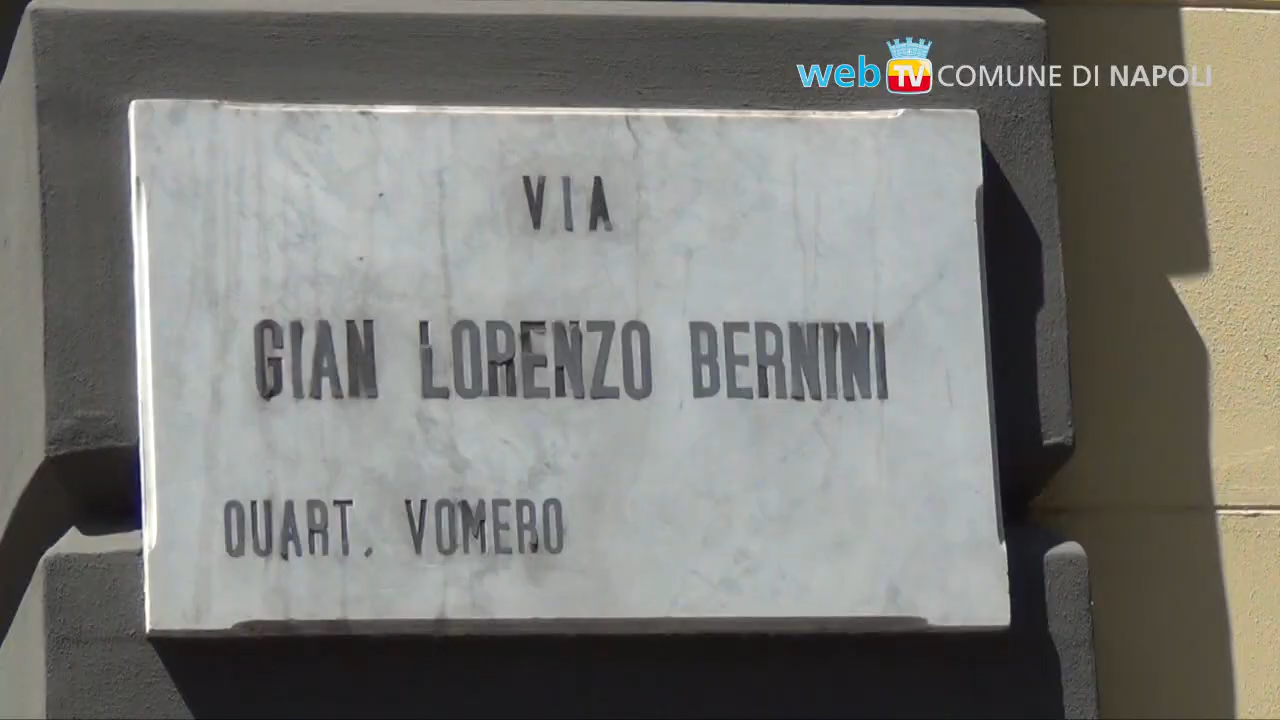 web TV COMUNE DI NAPOLI
VIA
GIAN LORENZO BERNINI
QUART. VOMERO